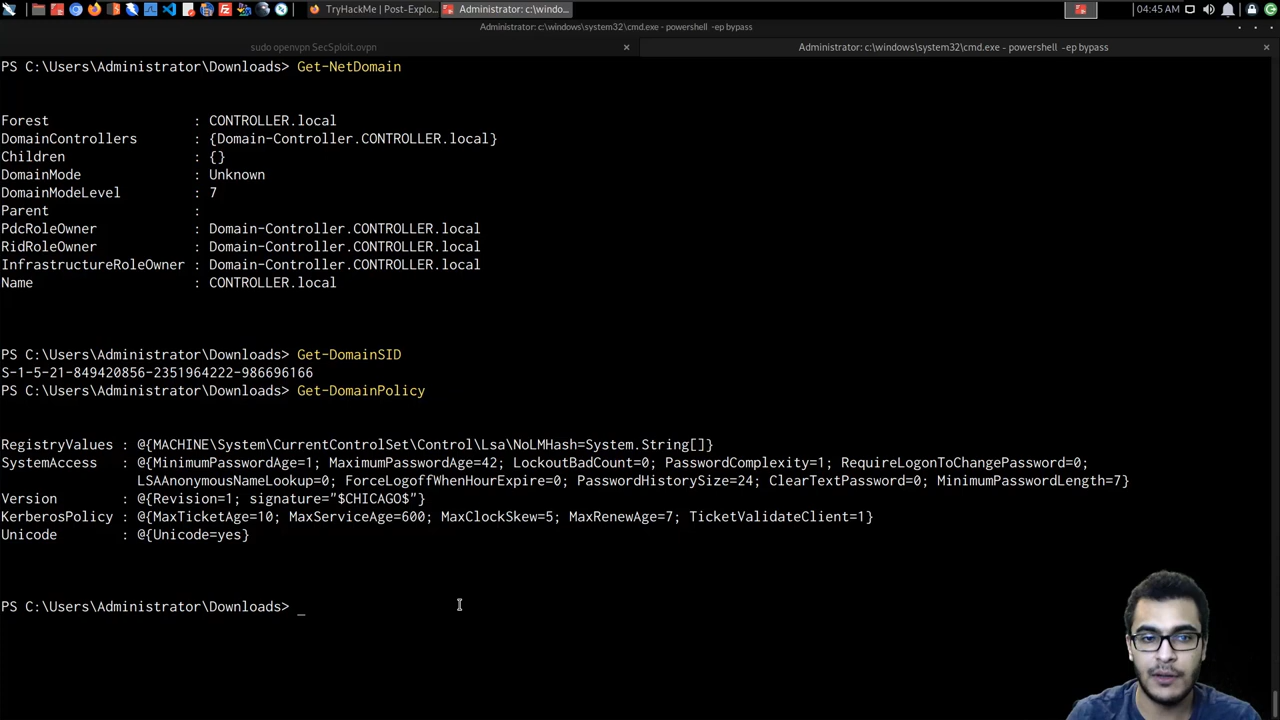 TryHackMe | Post-Explo...
Administrator: c:\windo...
04:45 AM
Administrator: c:\windows\system32\cmd.exe - powershell -ep bypass
sudo openvpn SecSploit.ovpn
Administrator: c:\windows\system32\cmd.exe - powershell -ep bypass
PS C:\Users\Administrator\Downloads> Get-NetDomain
Forest : CONTROLLER.local
DomainControllers : {Domain-Controller.CONTROLLER.local}
Children : {}
DomainMode : Unknown
DomainModeLevel : 7
Parent :
PdcRoleOwner : Domain-Controller.CONTROLLER.local
RidRoleOwner : Domain-Controller.CONTROLLER.local
InfrastructureRoleOwner : Domain-Controller.CONTROLLER.local
Name : CONTROLLER.local
PS C:\Users\Administrator\Downloads> Get-DomainSID
S-1-5-21-849420856-2351964222-986696166
PS C:\Users\Administrator\Downloads> Get-DomainPolicy
RegistryValues : @{MACHINE\System\CurrentControlSet\Control\Lsa\NoLMHash=System.String[]}
SystemAccess : @{MinimumPasswordAge=1; MaximumPasswordAge=42; LockoutBadCount=0; PasswordComplexity=1; RequireLogonToChangePassword=0;
LSAAnonymousNameLookup=0; ForceLogoffWhenHourExpire=0; PasswordHistorySize=24; ClearTextPassword=0; MinimumPasswordLength=7}
Version : @{Revision=1; signature="$CHICAGO$"}
KerberosPolicy : @{MaxTicketAge=10; MaxServiceAge=600; MaxClockSkew=5; MaxRenewAge=7; TicketValidateClient=1}
Unicode : @{Unicode=yes}
PS C:\Users\Administrator\Downloads> _